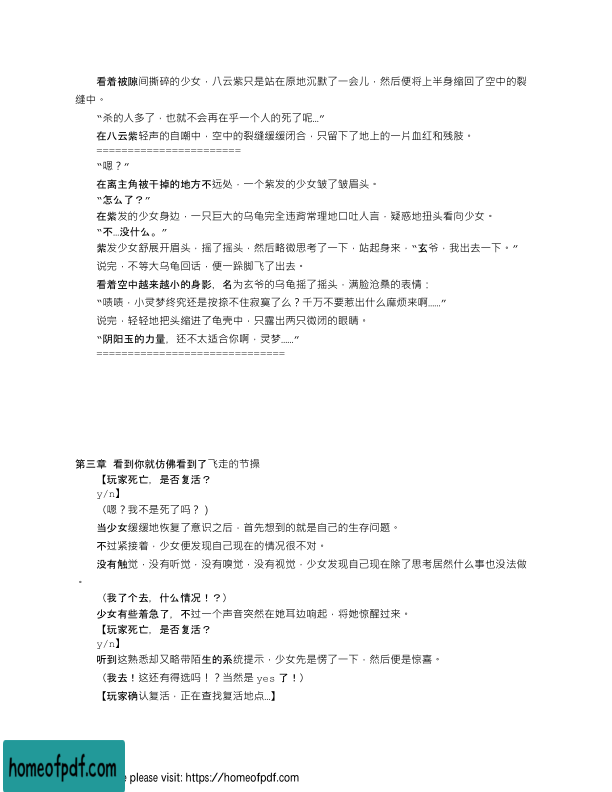 看着被隙间撕碎的少女，八云紫只是站在原地沉默了一会儿，然后便将上半身缩回了空中的裂
缝中。
“杀的人多了，也就不会再在乎一个人的死了呢…”
在八云紫轻声的自嘲中，空中的裂缝缓缓闭合，只留下了地上的一片血红和残肢。
=======================
“嗯？”
在离主角被干掉的地方不远处，一个紫发的少女皱了皱眉头。
“怎么了？”
在紫发的少女身边，一只巨大的乌龟完全违背常理地口吐人言，疑惑地扭头看向少女。
“不…没什么。”
紫发少女舒展开眉头，摇了摇头，然后略微思考了一下，站起身来，“玄爷，我出去一下。”
说完，不等大乌龟回话，便一跺脚飞了出去。
看着空中越来越小的身影，名为玄爷的乌龟摇了摇头，满脸沧桑的表情：
“啧啧，小灵梦终究还是按捺不住寂寞了么？千万不要惹出什么麻烦来啊……”
说完，轻轻地把头缩进了龟壳中，只露出两只微闭的眼睛。
“阴阳玉的力量，还不太适合你啊，灵梦……”
==============================
第三章 看到你就仿佛看到了飞走的节操
【玩家死亡，是否复活？
y/n】
（嗯？我不是死了吗？）
当少女缓缓地恢复了意识之后，首先想到的就是自己的生存问题。
不过紧接着，少女便发现自己现在的情况很不对。
没有触觉，没有听觉，没有嗅觉，没有视觉，少女发现自己现在除了思考居然什么事也没法做
。
（我了个去，什么情况！？）
少女有些着急了，不过一个声音突然在她耳边响起，将她惊醒过来。
【玩家死亡，是否复活？
y/n】
听到这熟悉却又略带陌生的系统提示，少女先是愣了一下，然后便是惊喜。
（我去！这还有得选吗！？当然是 yes 了！）
【玩家确认复活，正在查找复活地点…】
homeofpdf.com
e please visit: https://homeofpdf.com